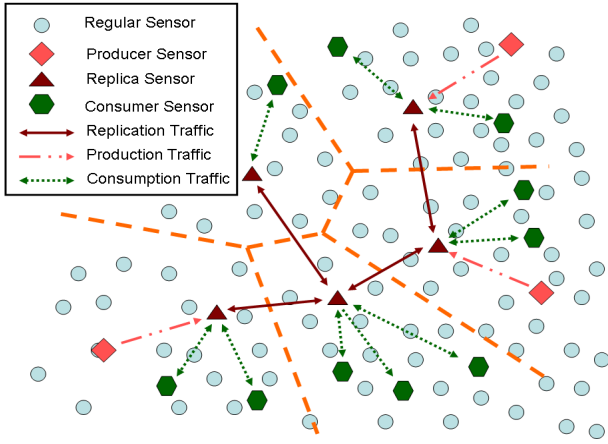 Regular Sensor
Producer Sensor
Replica Sensor
Consumer Sensor
Replication Traffic
Production Traffic
Consumption Traffic